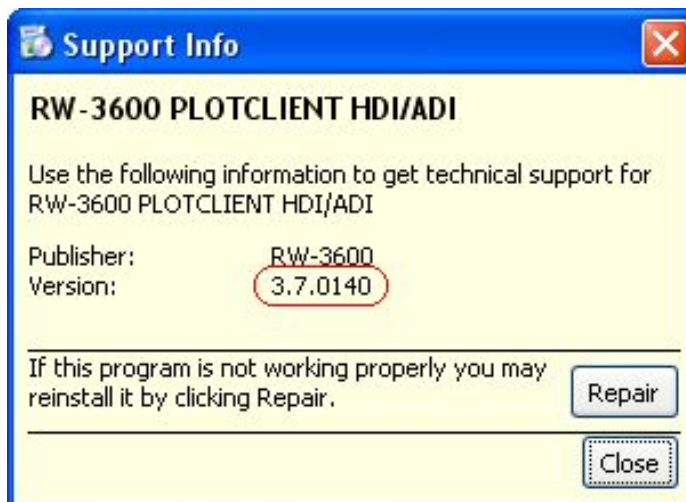 Support Info
RW-3600 PLOTCLIENT HDI/ADI
Use the following information to get technical support for
RW-3600 PLOTCLIENT HDI/ADI
Publisher: RW-3600
Version: 3.7.0140
If this program is not working properly you may
reinstall it by clicking Repair.
Repair
Close